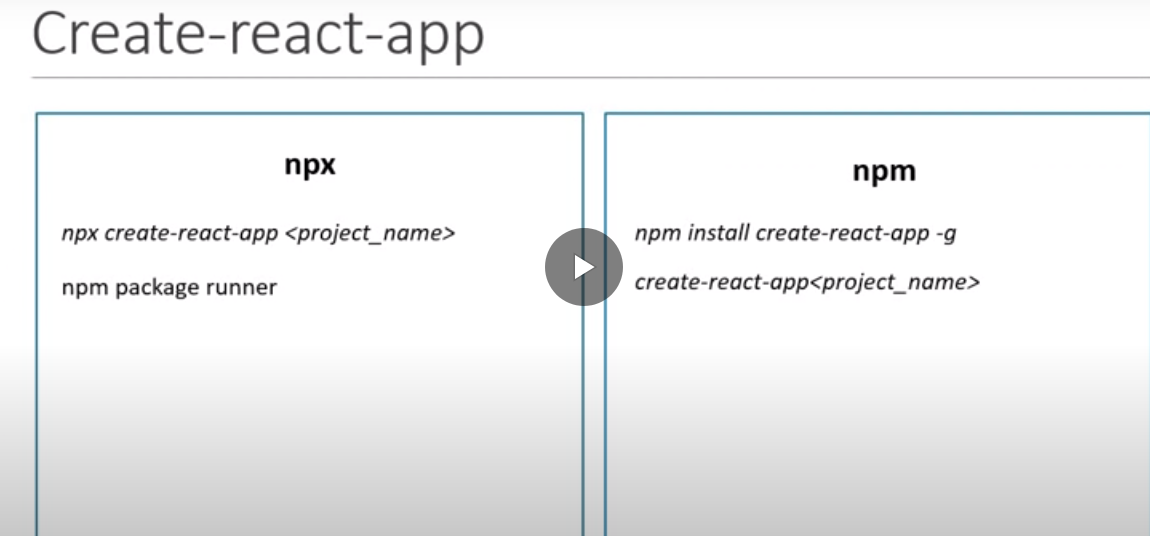 Create-react-app
npx
npx create-react-app <project_name>
npm package runner
npm
npm install create-react-app -g
create-react-app<project_name>